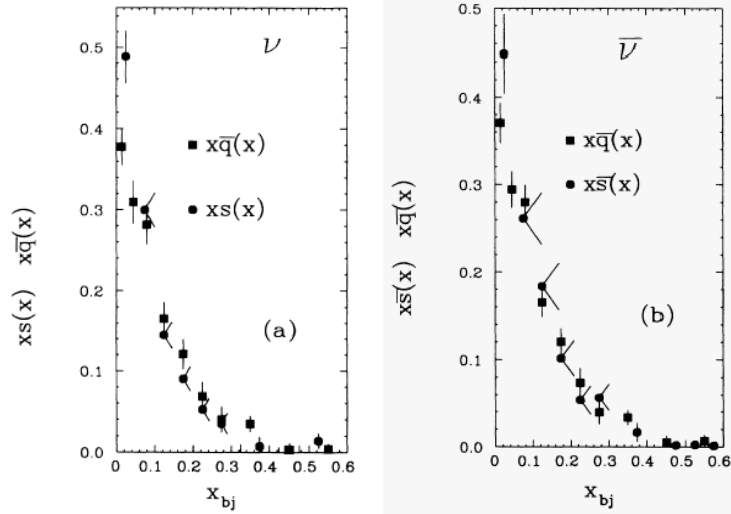 ν
0.5
0.4
0.3
0.2
0.1
0.0
xq̅(x)
xs(x)
(a)
xs(x) xq̅(x)
0 0.1 0.2 0.3 0.4 0.5 0.6
x_bj
ν̅
0.5
0.4
0.3
0.2
0.1
0.0
xq̅(x)
xs̅(x)
(b)
xs̅(x) xq̅(x)
0 0.1 0.2 0.3 0.4 0.5 0.6
x_bj